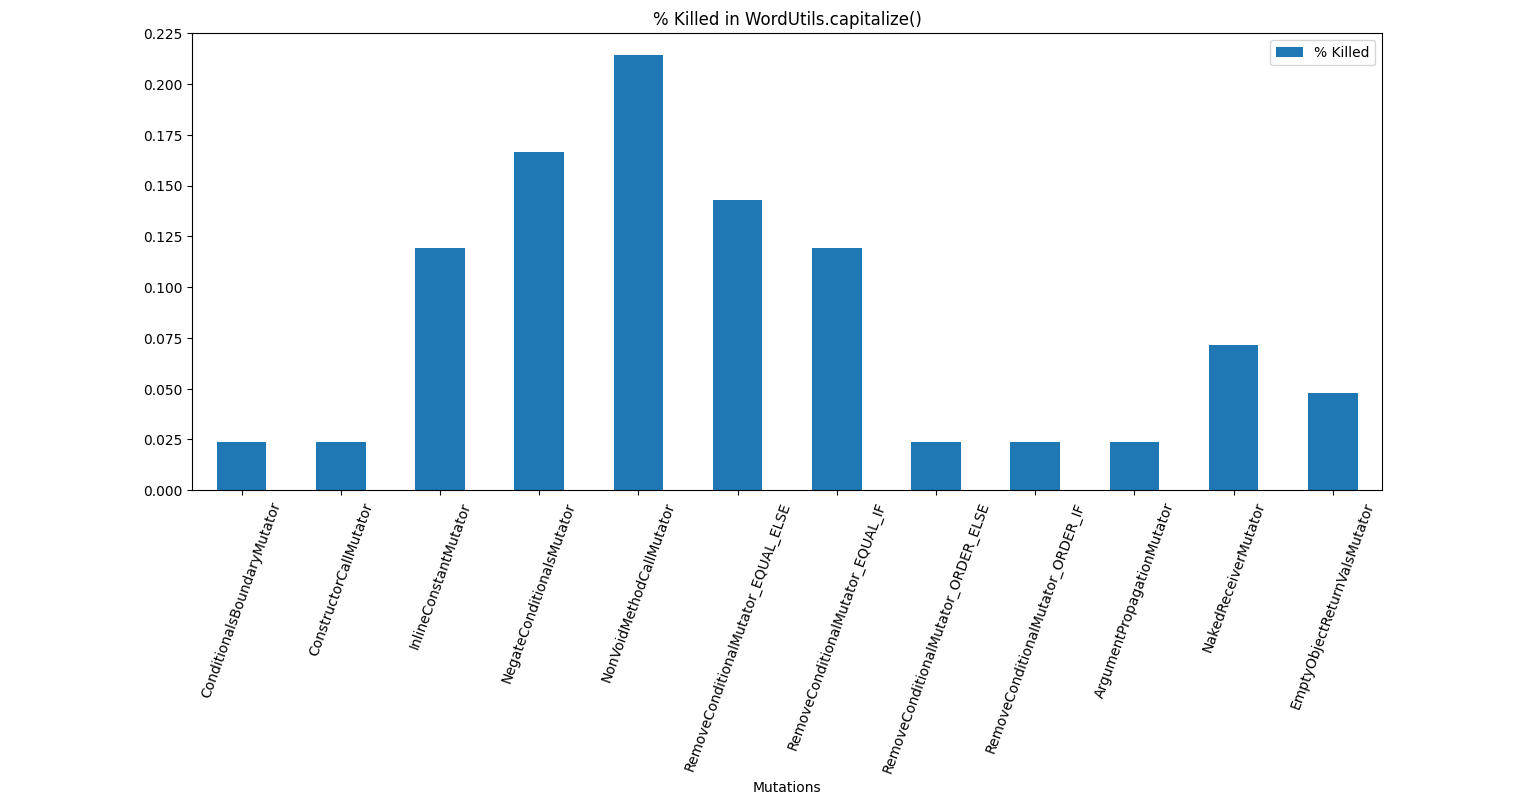 % Killed in WordUtils.capitalize()
% Killed
0.225
0.200
0.175
0.150
0.125
0.100
0.075
0.050
0.025
0.000
ConditionalsBoundaryMutator
ConstructorCallMutator
InlineConstantMutator
NegateConditionalsMutator
NonVoidMethodCallMutator
RemoveConditionalMutator_EQUAL_ELSE
RemoveConditionalMutator_EQUAL_IF
RemoveConditionalMutator_ORDER_ELSE
RemoveConditionalMutator_ORDER_IF
ArgumentPropagationMutator
NakedReceiverMutator
EmptyObjectReturnValsMutator
Mutations